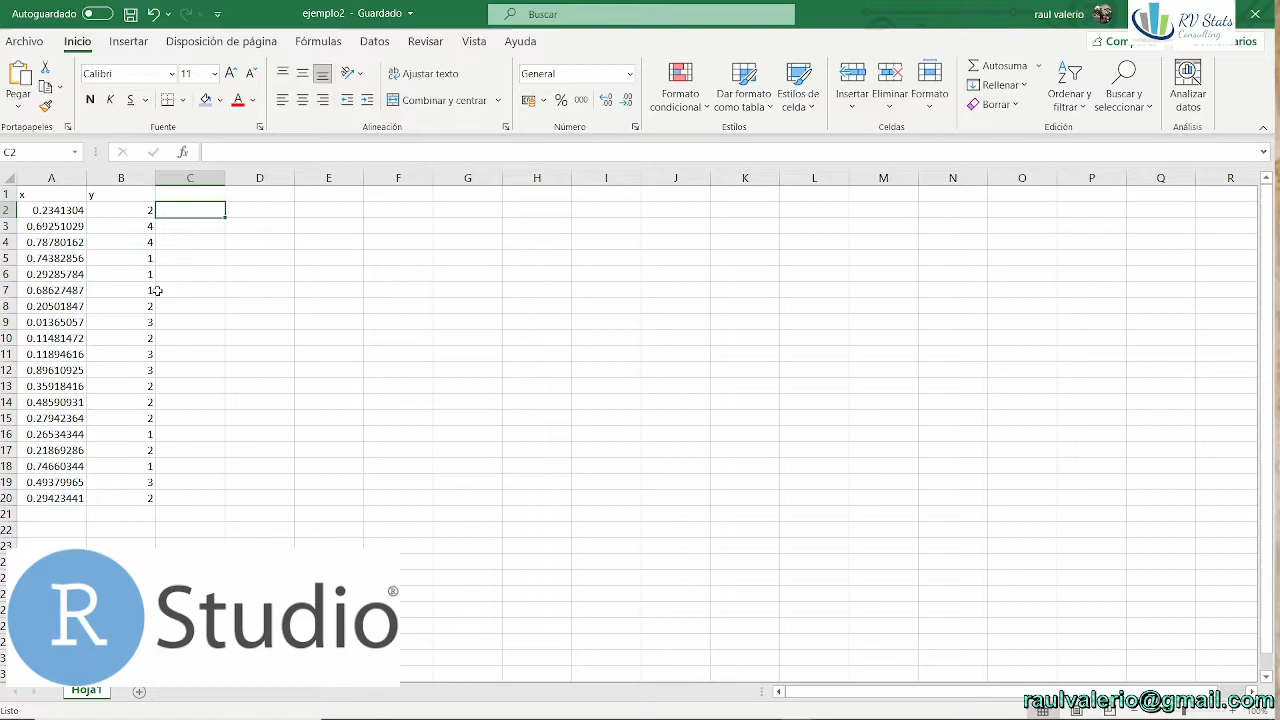 Autoguardado
ejemplo2 - Guardado
Buscar
raul valerio
RV Stats
Consulting
Archivo Inicio Insertar Disposición de página Fórmulas Datos Revisar Vista Ayuda
Pegar
Calibri 11
N K S
Ajustar texto
Combinar y centrar
General
% 000
Formato condicional
Dar formato como tabla
Estilos de celda
Insertar Eliminar Formato
Autosuma
Rellenar
Borrar
Ordenar y filtrar
Buscar y seleccionar
Analizar datos
Portapapeles Fuente Alineación Número Estilos Celdas Edición Análisis
C2 fx
A B C D E F G H I J K L M N O P Q R
1 x y
2 0.2341304 2
3 0.69251029 4
4 0.78780162 4
5 0.74382856 1
6 0.29285784 1
7 0.68627487 1
8 0.20501847 2
9 0.01365057 3
10 0.11481472 2
11 0.11894616 3
12 0.89610925 3
13 0.35918416 2
14 0.48590931 2
15 0.27942364 2
16 0.26534344 1
17 0.21869286 2
18 0.74660344 1
19 0.49379965 3
20 0.29423441 2
21
22
R Studio®
Hoja1
raulvalerio@gmail.com
Listo
100%